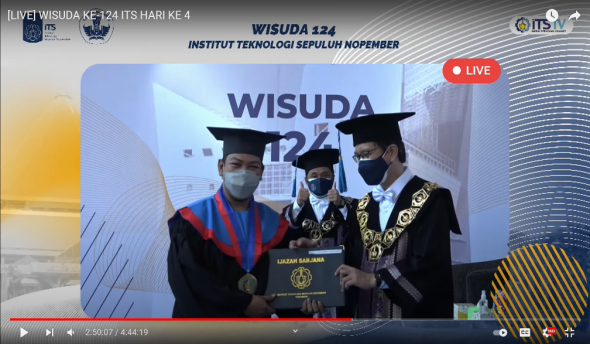 [LIVE] WISUDA KE-124 ITS HARI KE 4
ITS
WISUDA 124
INSTITUT TEKNOLOGI SEPULUH NOPEMBER
ITS TV
LIVE
WISUDA
124
IJAZAH SARJANA
2:50:07 / 4:44:19
CC